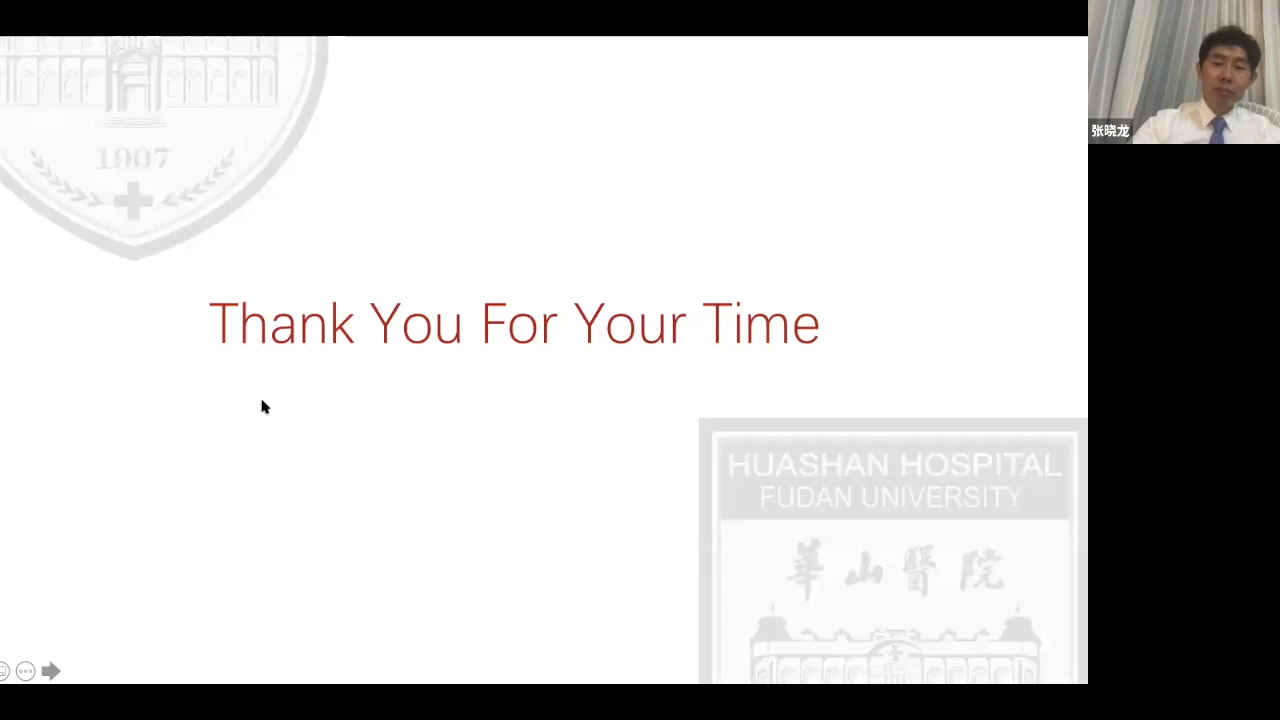 1907
张晓龙
Thank You For Your Time
HUASHAN HOSPITAL
FUDAN UNIVERSITY
華山醫院